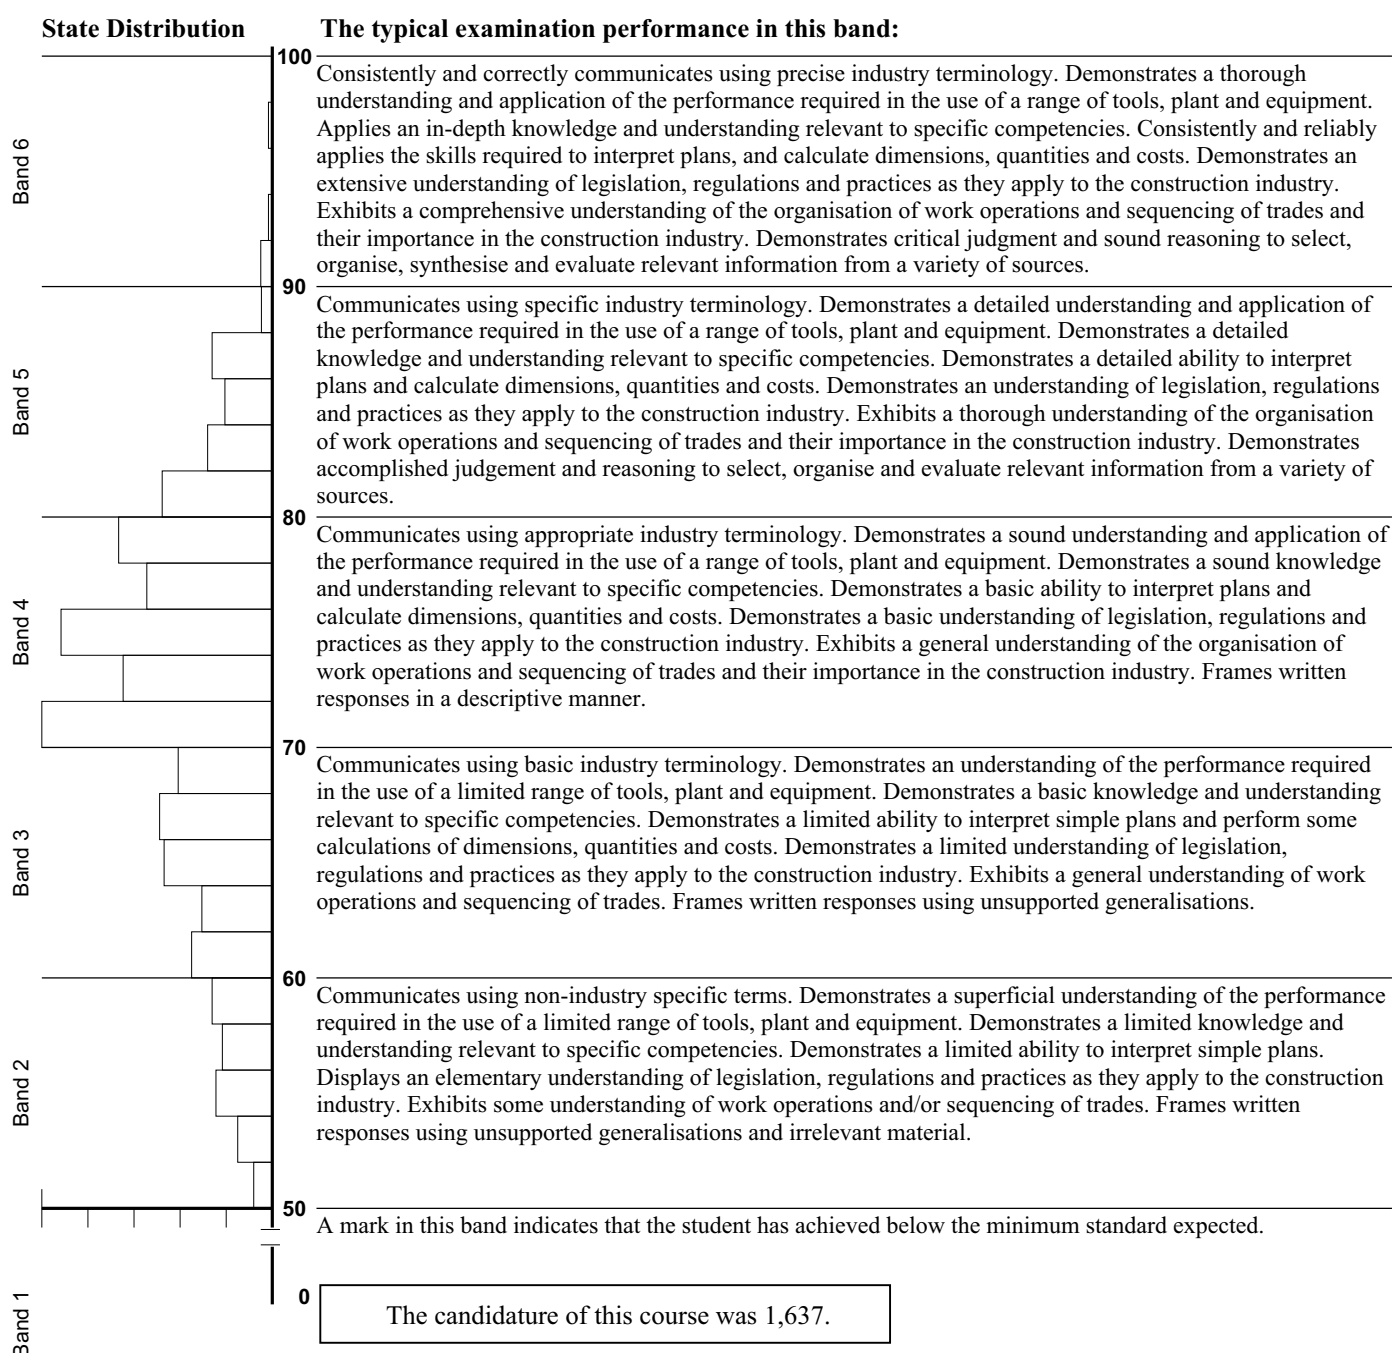 State Distribution
The typical examination performance in this band:
100
Band 6
Consistently and correctly communicates using precise industry terminology. Demonstrates a thorough
understanding and application of the performance required in the use of a range of tools, plant and equipment.
Applies an in-depth knowledge and understanding relevant to specific competencies. Consistently and reliably
applies the skills required to interpret plans, and calculate dimensions, quantities and costs. Demonstrates an
extensive understanding of legislation, regulations and practices as they apply to the construction industry.
Exhibits a comprehensive understanding of the organisation of work operations and sequencing of trades and
their importance in the construction industry. Demonstrates critical judgment and sound reasoning to select,
organise, synthesise and evaluate relevant information from a variety of sources.
90
Band 5
Communicates using specific industry terminology. Demonstrates a detailed understanding and application of
the performance required in the use of a range of tools, plant and equipment. Demonstrates a detailed
knowledge and understanding relevant to specific competencies. Demonstrates a detailed ability to interpret
plans and calculate dimensions, quantities and costs. Demonstrates an understanding of legislation, regulations
and practices as they apply to the construction industry. Exhibits a thorough understanding of the organisation
of work operations and sequencing of trades and their importance in the construction industry. Demonstrates
accomplished judgement and reasoning to select, organise and evaluate relevant information from a variety of
sources.
80
Band 4
Communicates using appropriate industry terminology. Demonstrates a sound understanding and application of
the performance required in the use of a range of tools, plant and equipment. Demonstrates a sound knowledge
and understanding relevant to specific competencies. Demonstrates a basic ability to interpret plans and
calculate dimensions, quantities and costs. Demonstrates a basic understanding of legislation, regulations and
practices as they apply to the construction industry. Exhibits a general understanding of the organisation of
work operations and sequencing of trades and their importance in the construction industry. Frames written
responses in a descriptive manner.
70
Band 3
Communicates using basic industry terminology. Demonstrates an understanding of the performance required
in the use of a limited range of tools, plant and equipment. Demonstrates a basic knowledge and understanding
relevant to specific competencies. Demonstrates a limited ability to interpret simple plans and perform some
calculations of dimensions, quantities and costs. Demonstrates a limited understanding of legislation,
regulations and practices as they apply to the construction industry. Exhibits a general understanding of work
operations and sequencing of trades. Frames written responses using unsupported generalisations.
60
Band 2
Communicates using non-industry specific terms. Demonstrates a superficial understanding of the performance
required in the use of a limited range of tools, plant and equipment. Demonstrates a limited knowledge and
understanding relevant to specific competencies. Demonstrates a limited ability to interpret simple plans.
Displays an elementary understanding of legislation, regulations and practices as they apply to the construction
industry. Exhibits some understanding of work operations and/or sequencing of trades. Frames written
responses using unsupported generalisations and irrelevant material.
50
A mark in this band indicates that the student has achieved below the minimum standard expected.
Band 1
0
The candidature of this course was 1,637.